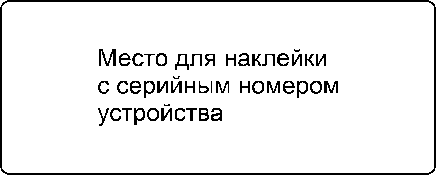 Место для наклейки
с серийным номером
устройства